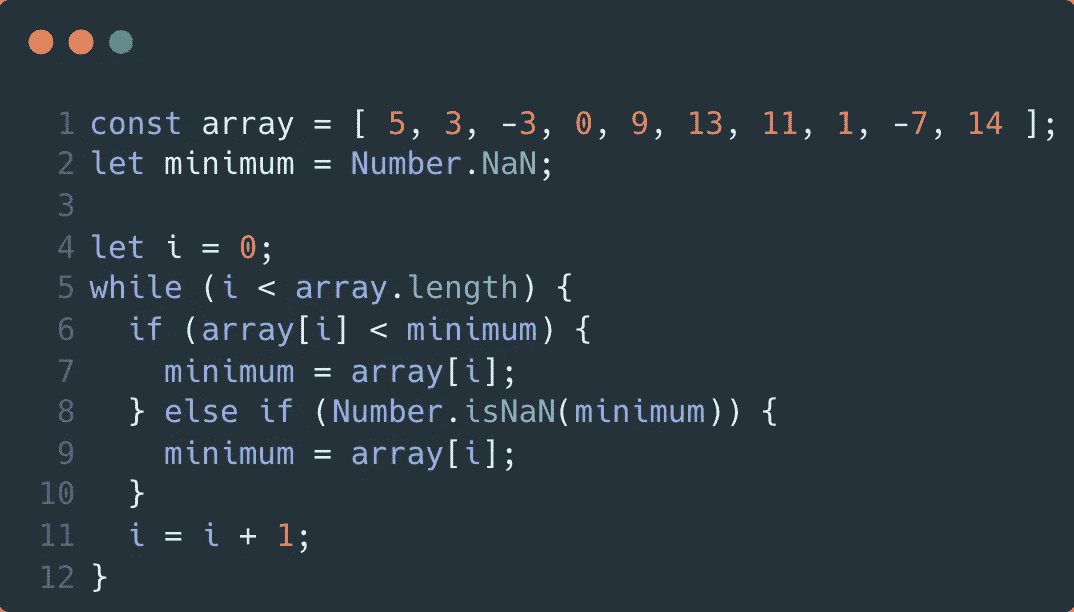 1 const array = [ 5, 3, -3, 0, 9, 13, 11, 1, -7, 14 ];
2 let minimum = Number.NaN;
3
4 let i = 0;
5 while (i < array.length) {
6   if (array[i] < minimum) {
7     minimum = array[i];
8   } else if (Number.isNaN(minimum)) {
9     minimum = array[i];
10   }
11   i = i + 1;
12 }